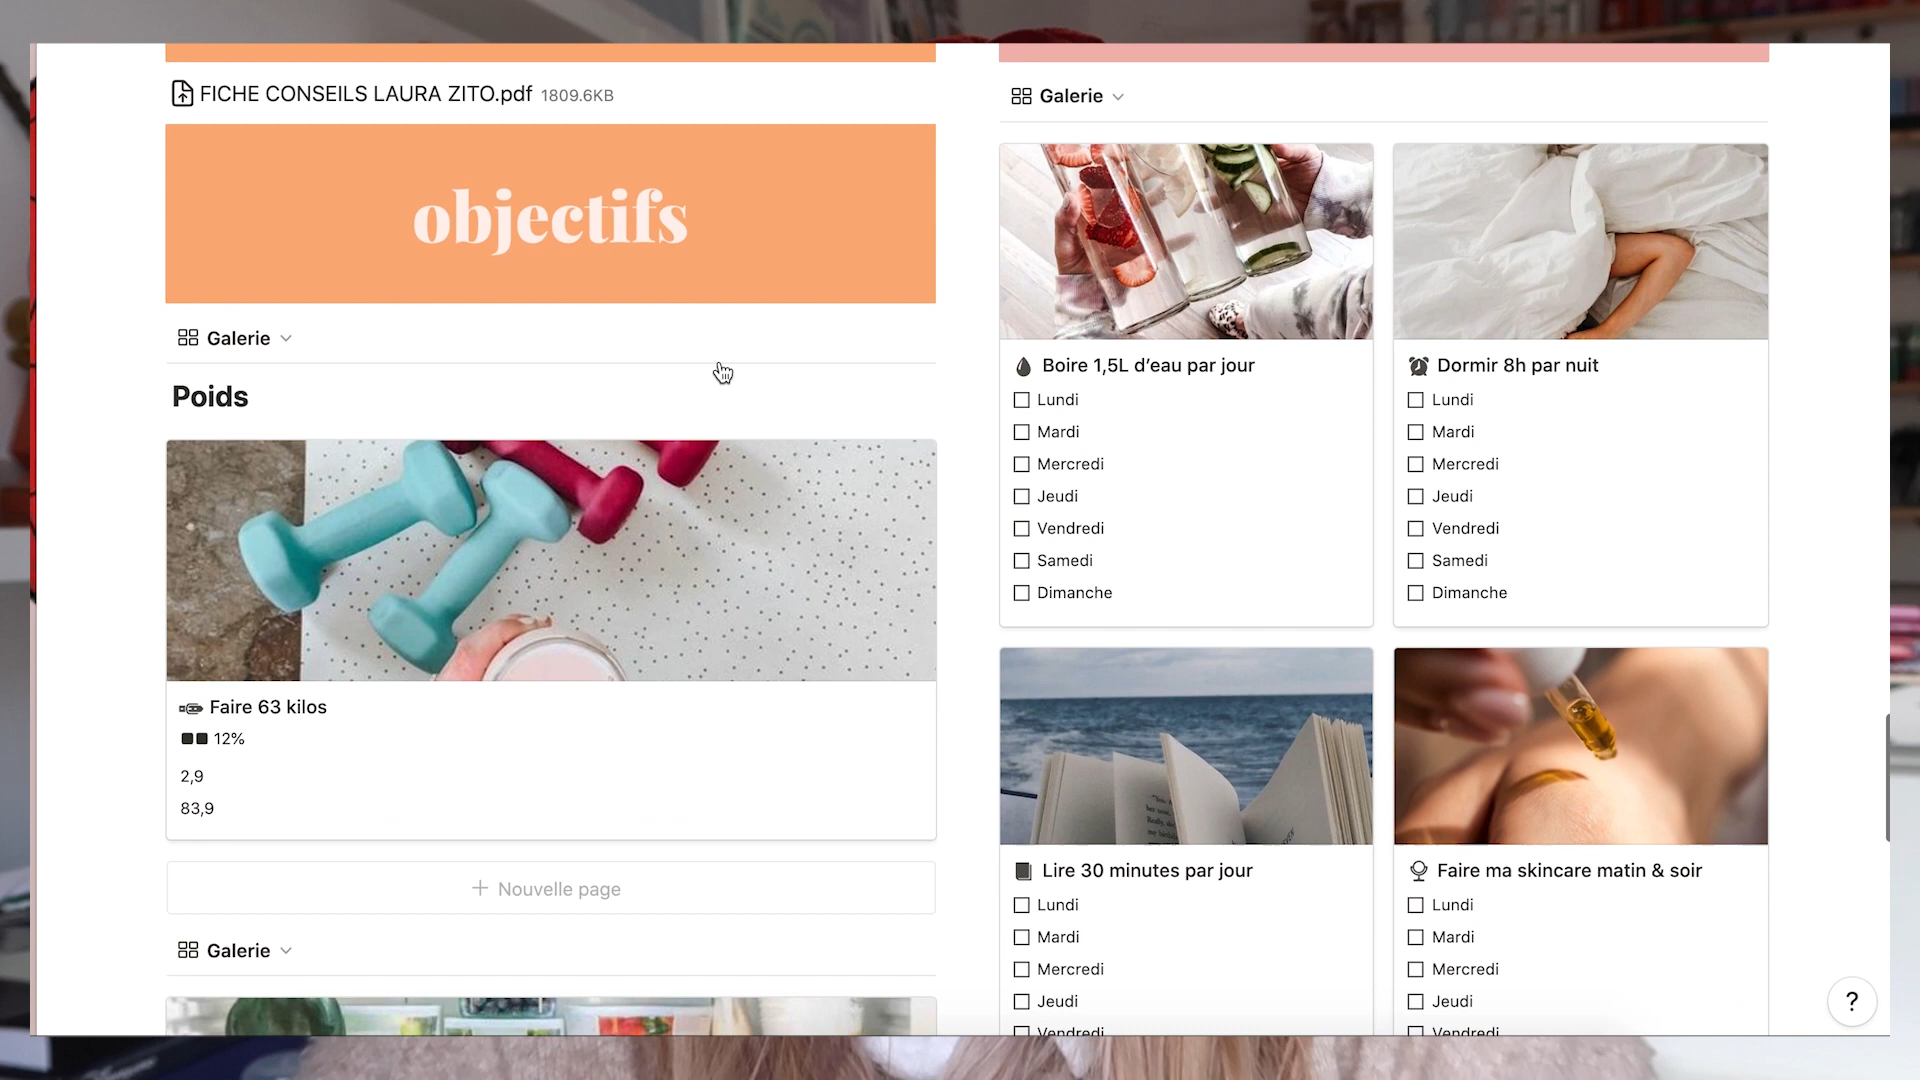 FICHE CONSEILS LAURA ZITO.pdf 1809.6KB
objectifs
Galerie
Poids
Faire 63 kilos
12%
2,9
83,9
+ Nouvelle page
Galerie
Galerie
Boire 1,5L d’eau par jour
Lundi
Mardi
Mercredi
Jeudi
Vendredi
Samedi
Dimanche
Dormir 8h par nuit
Lundi
Mardi
Mercredi
Jeudi
Vendredi
Samedi
Dimanche
Lire 30 minutes par jour
Lundi
Mardi
Mercredi
Jeudi
Vendredi
Faire ma skincare matin & soir
Lundi
Mardi
Mercredi
Jeudi
Vendredi
?